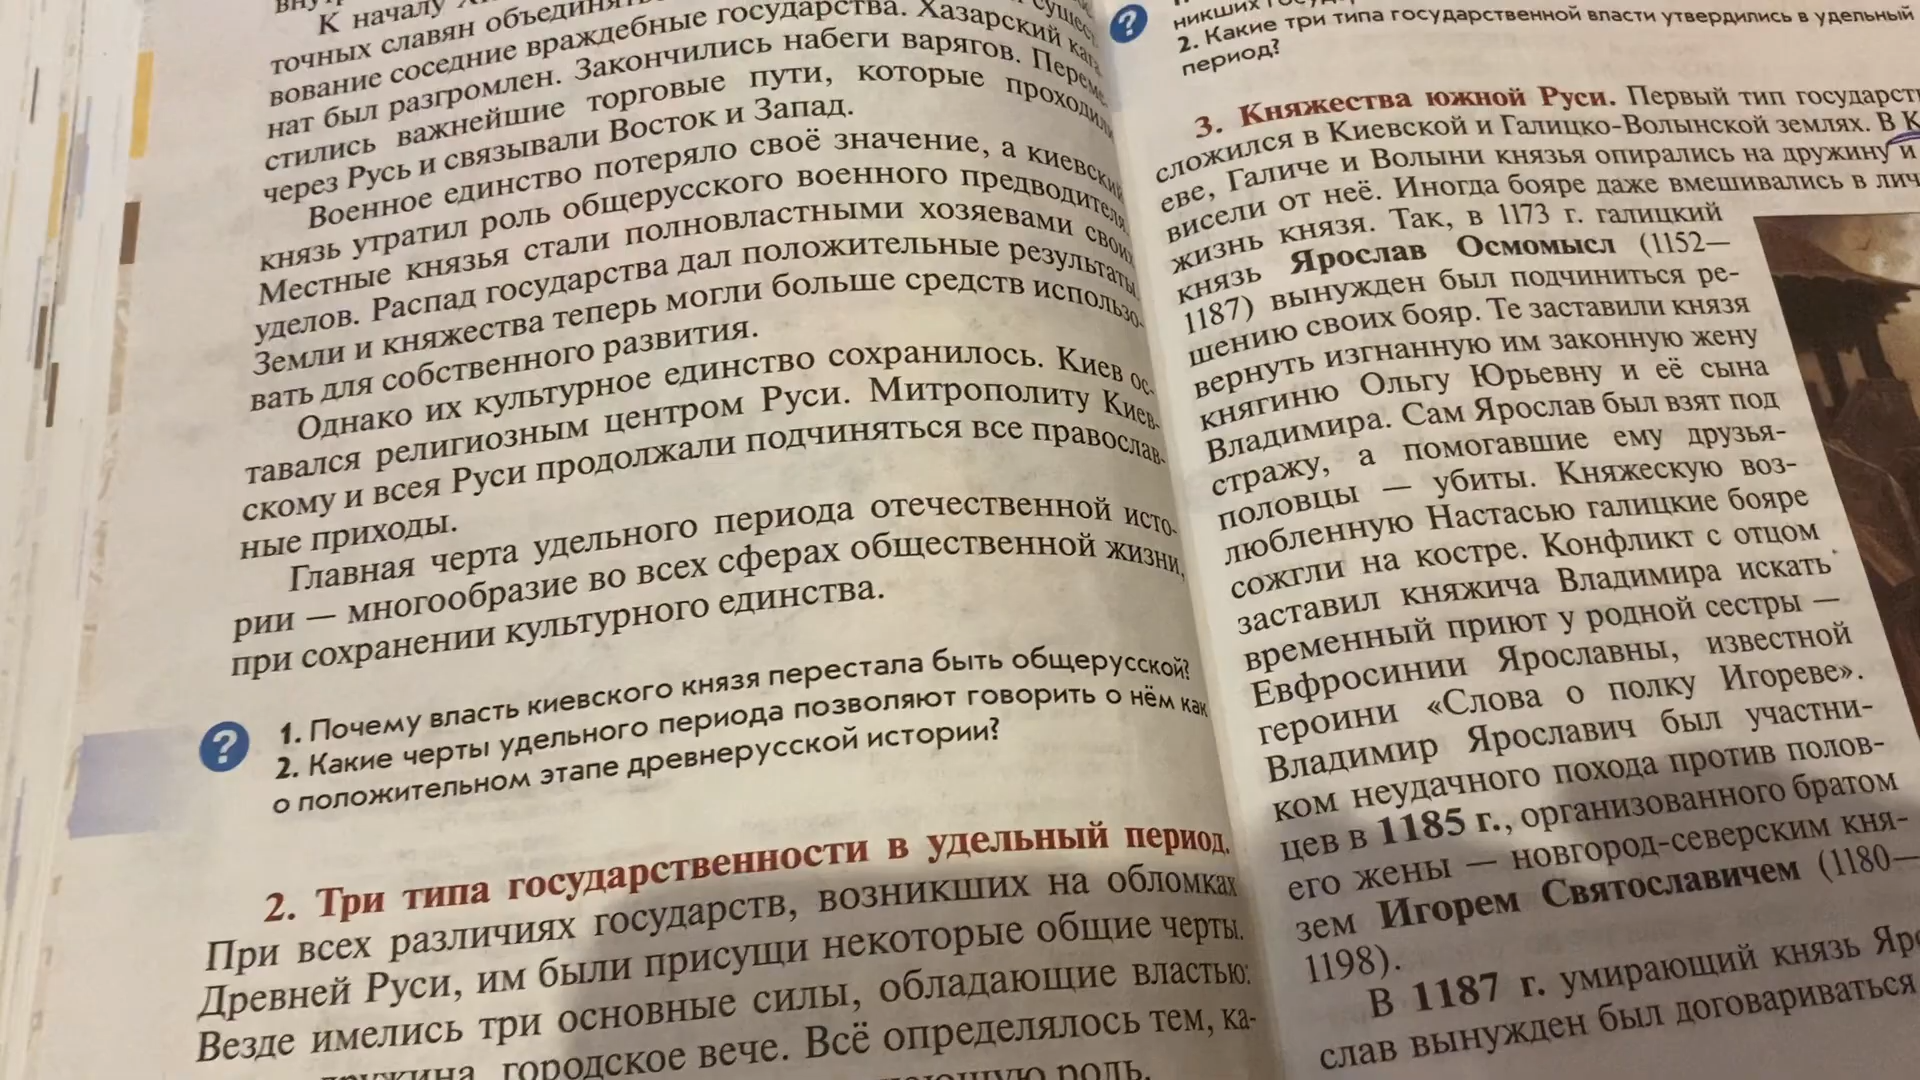 К началу
точных славян
вование соседние враждебные государства. Хазарский кага-
нат был разгромлен. Закончились набеги варягов. Переме-
стились важнейшие торговые пути, которые проходили
через Русь и связывали Восток и Запад.
Военное единство потеряло своё значение, а киевский
князь утратил роль общерусского военного предводителя.
Местные князья стали полновластными хозяевами своих
уделов. Распад государства дал положительные результаты.
Земли и княжества теперь могли больше средств использо-
вать для собственного развития.
Однако их культурное единство сохранилось. Киев ос-
тавался религиозным центром Руси. Митрополиту Киев-
скому и всея Руси продолжали подчиняться все православ-
ные приходы.
Главная черта удельного периода отечественной исто-
рии — многообразие во всех сферах общественной жизни,
при сохранении культурного единства.
? 1. Почему власть киевского князя перестала быть общерусской?
2. Какие черты удельного периода позволяют говорить о нём как
о положительном этапе древнерусской истории?
2. Три типа государственности в удельный период.
При всех различиях государств, возникших на обломках
Древней Руси, им были присущи некоторые общие черты.
Везде имелись три основные силы, обладающие властью:
дружина, городское вече. Всё определялось тем, ка-
роль.
?
никших
2. Какие три типа государственной власти утвердились в удельный
период?
3. Княжества южной Руси. Первый тип
сложился в Киевской и Галицко-Волынской землях. В К
еве, Галиче и Волыни князья опирались на дружину и
висели от неё. Иногда бояре даже вмешивались в лич
жизнь князя. Так, в 1173 г. галицкий
князь Ярослав Осмомысл (1152—
1187) вынужден был подчиниться ре-
шению своих бояр. Те заставили князя
вернуть изгнанную им законную жену
княгиню Ольгу Юрьевну и её сына
Владимира. Сам Ярослав был взят под
стражу, а помогавшие ему друзья-
половцы — убиты. Княжескую воз-
любленную Настасью галицкие бояре
сожгли на костре. Конфликт с отцом
заставил княжича Владимира искать
временный приют у родной сестры —
Евфросинии Ярославны, известной
героини «Слова о полку Игореве».
Владимир Ярославич был участни-
ком неудачного похода против полов-
цев в 1185 г., организованного братом
его жены — новгород-северским кня-
зем Игорем Святославичем (1180—
1198).
В 1187 г. умирающий князь Яро
слав вынужден был договариваться